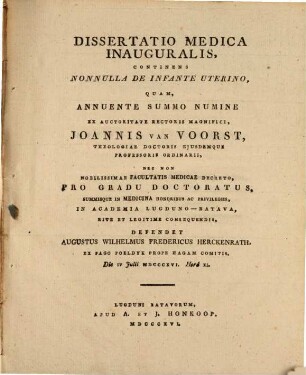 DISSERTATIO MEDICA
INAUGURALIS,
CONTINENS
NONNULLA DE INFANTE UTERINO,
QUAM,
ANNUENTE SUMMO NUMINE
EX AUCTORITATE RECTORIS MAGNIFICI,
JOANNIS VAN VOORST,
THEOLOGIAE DOCTORIS EJUSDEMQUE
PROFESSORIS ORDINARII,
NEC NON
NOBILISSIMAE FACULTATIS MEDICAE DECRETO,
PRO GRADU DOCTORATUS,
SUMMISQUE IN MEDICINA HONORIBUS AC PRIVILEGIIS,
IN ACADEMIA LUGDUNO-BATAVA,
RITE ET LEGITIME CONSEQUENDIS,
DEFENDET
AUGUSTUS WILHELMUS FREDERICUS HERCKENRATH.
EX PAGO POELDYK PROPE HAGAM COMITIS.
Die IV Julii MDCCCXVI. Hora XI.
LUGDUNI BATAVORUM,
APUD A. ET J. HONKOOP.
MDCCCXVI.